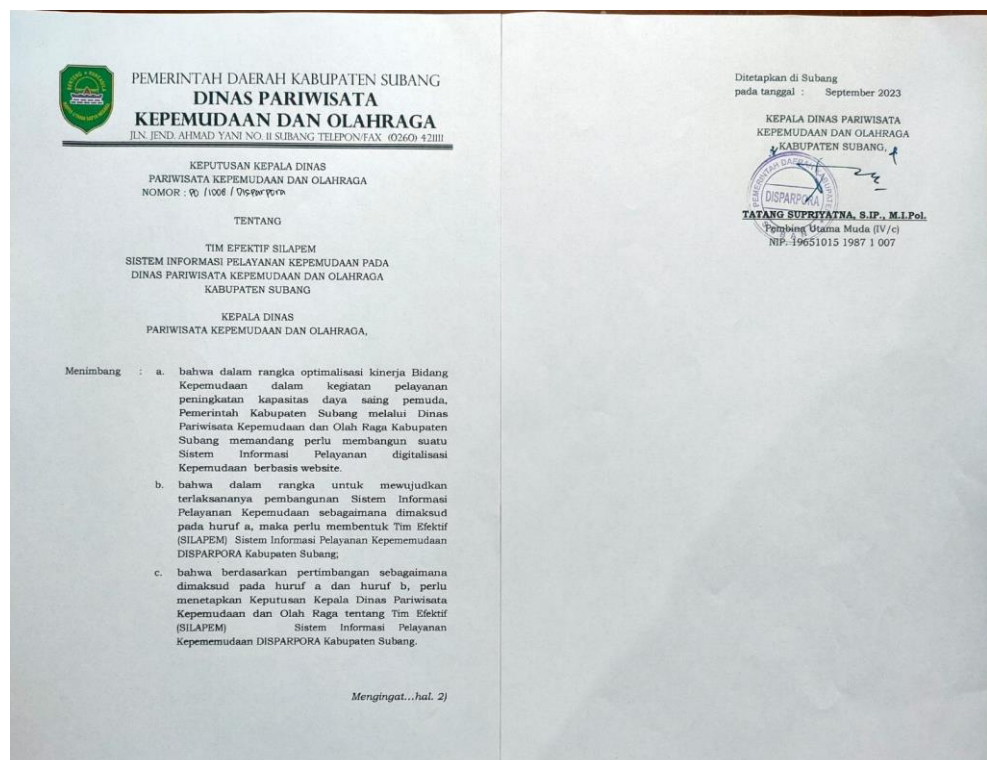 PEMERINTAH DAERAH KABUPATEN SUBANG
DINAS PARIWISATA
KEPEMUDAAN DAN OLAHRAGA
JLN. JEND. AHMAD YANI NO. 11 SUBANG TELEPON/FAX (0260) 421111
KEPUTUSAN KEPALA DINAS
PARIWISATA KEPEMUDAAN DAN OLAHRAGA
NOMOR : PD /1008 / Disparpora
TENTANG
TIM EFEKTIF SILAPEM
SISTEM INFORMASI PELAYANAN KEPEMUDAAN PADA
DINAS PARIWISATA KEPEMUDAAN DAN OLAHRAGA
KABUPATEN SUBANG
KEPALA DINAS
PARIWISATA KEPEMUDAAN DAN OLAHRAGA,
Menimbang : a. bahwa dalam rangka optimalisasi kinerja Bidang
Kepemudaan dalam kegiatan pelayanan
peningkatan kapasitas daya saing pemuda,
Pemerintah Kabupaten Subang melalui Dinas
Pariwisata Kepemudaan dan Olah Raga Kabupaten
Subang memandang perlu membangun suatu
Sistem Informasi Pelayanan digitalisasi
Kepemudaan berbasis website.
b. bahwa dalam rangka untuk mewujudkan
terlaksananya pembangunan Sistem Informasi
Pelayanan Kepemudaan sebagaimana dimaksud
pada huruf a, maka perlu membentuk Tim Efektif
(SILAPEM) Sistem Informasi Pelayanan Kepememudaan
DISPARPORA Kabupaten Subang;
c. bahwa berdasarkan pertimbangan sebagaimana
dimaksud pada huruf a dan huruf b, perlu
menetapkan Keputusan Kepala Dinas Pariwisata
Kepemudaan dan Olah Raga tentang Tim Efektif
(SILAPEM) Sistem Informasi Pelayanan
Kepememudaan DISPARPORA Kabupaten Subang.
Mengingat...hal. 2)
Ditetapkan di Subang
pada tanggal : September 2023
KEPALA DINAS PARIWISATA
KEPEMUDAAN DAN OLAHRAGA
KABUPATEN SUBANG,
DISPARPORA
TATANG SUPRIYATNA, S.IP., M.I.Pol.
Pembina Utama Muda (IV/c)
NIP. 19651015 1987 1 007